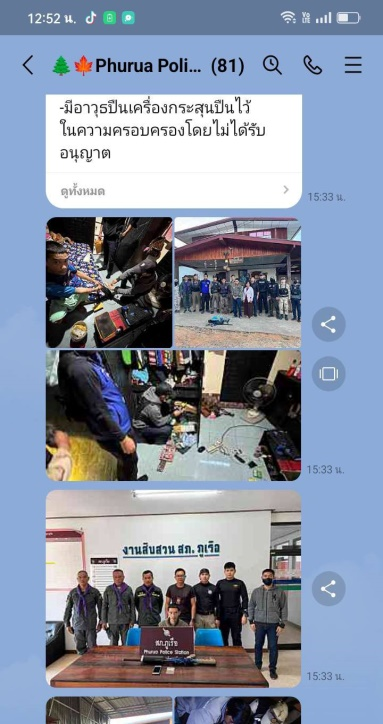 12:52 น.
Phurua Poli... (81)
-มีอาวุธปืนเครื่องกระสุนปืนไว้
ในความครอบครองโดยไม่ได้รับ
อนุญาต
ดูทั้งหมด
15:33 น.
15:33 น.
งานสืบสวน สภ.ภูเรือ
สภ.ภูเรือ
Phurua Police Station
15:33 น.